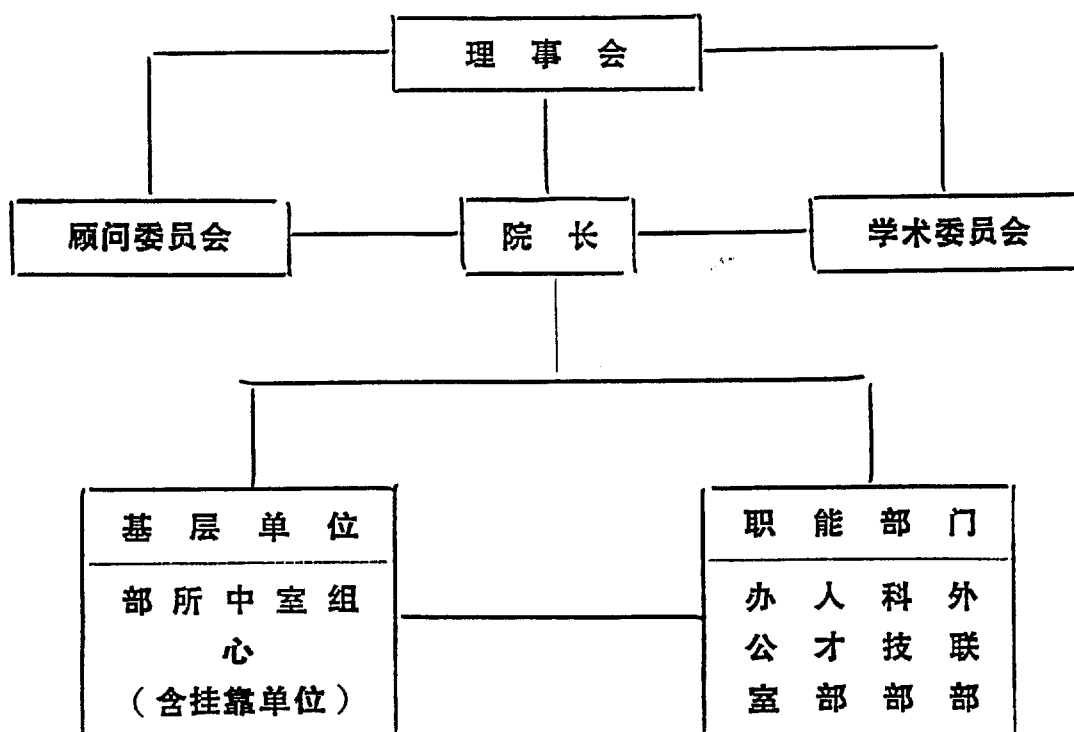 理事会
顾问委员会
院长
学术委员会
基层单位
部所中室组
心
（含挂靠单位）
职能部门
办人科外
公才技联
室部部部